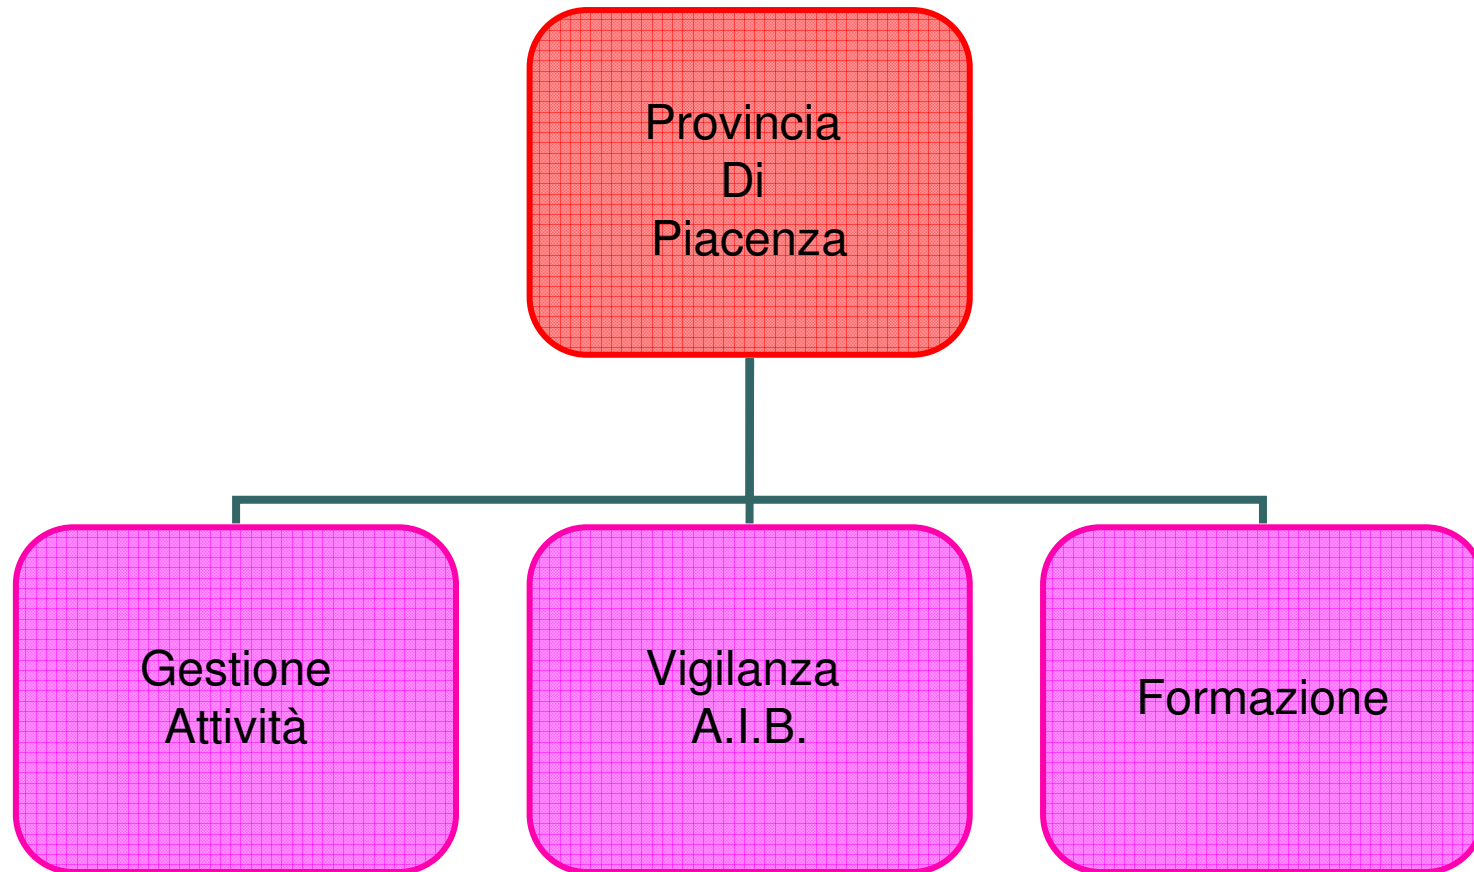 Provincia
Di
Piacenza
Gestione
Attività
Vigilanza
A.I.B.
Formazione